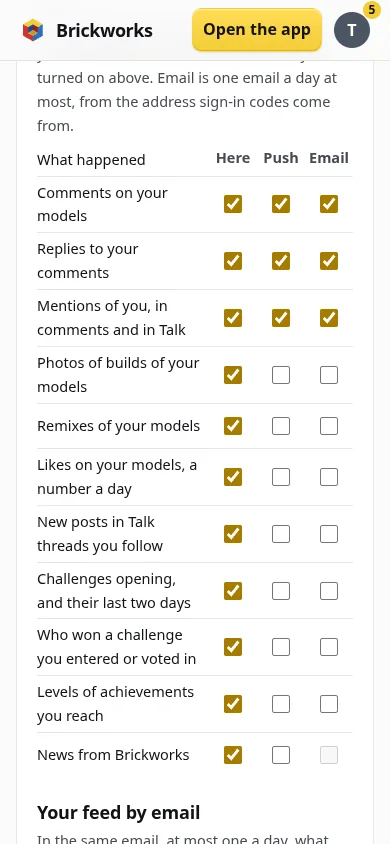 Brickworks
Open the app
T
5
turned on above. Email is one email a day at
most, from the address sign-in codes come
from.
What happened Here Push Email
Comments on your
models
Replies to your
comments
Mentions of you, in
comments and in Talk
Photos of builds of your
models
Remixes of your models
Likes on your models, a
number a day
New posts in Talk
threads you follow
Challenges opening,
and their last two days
Who won a challenge
you entered or voted in
Levels of achievements
you reach
News from Brickworks
Your feed by email
In the same email, at most one a day, what